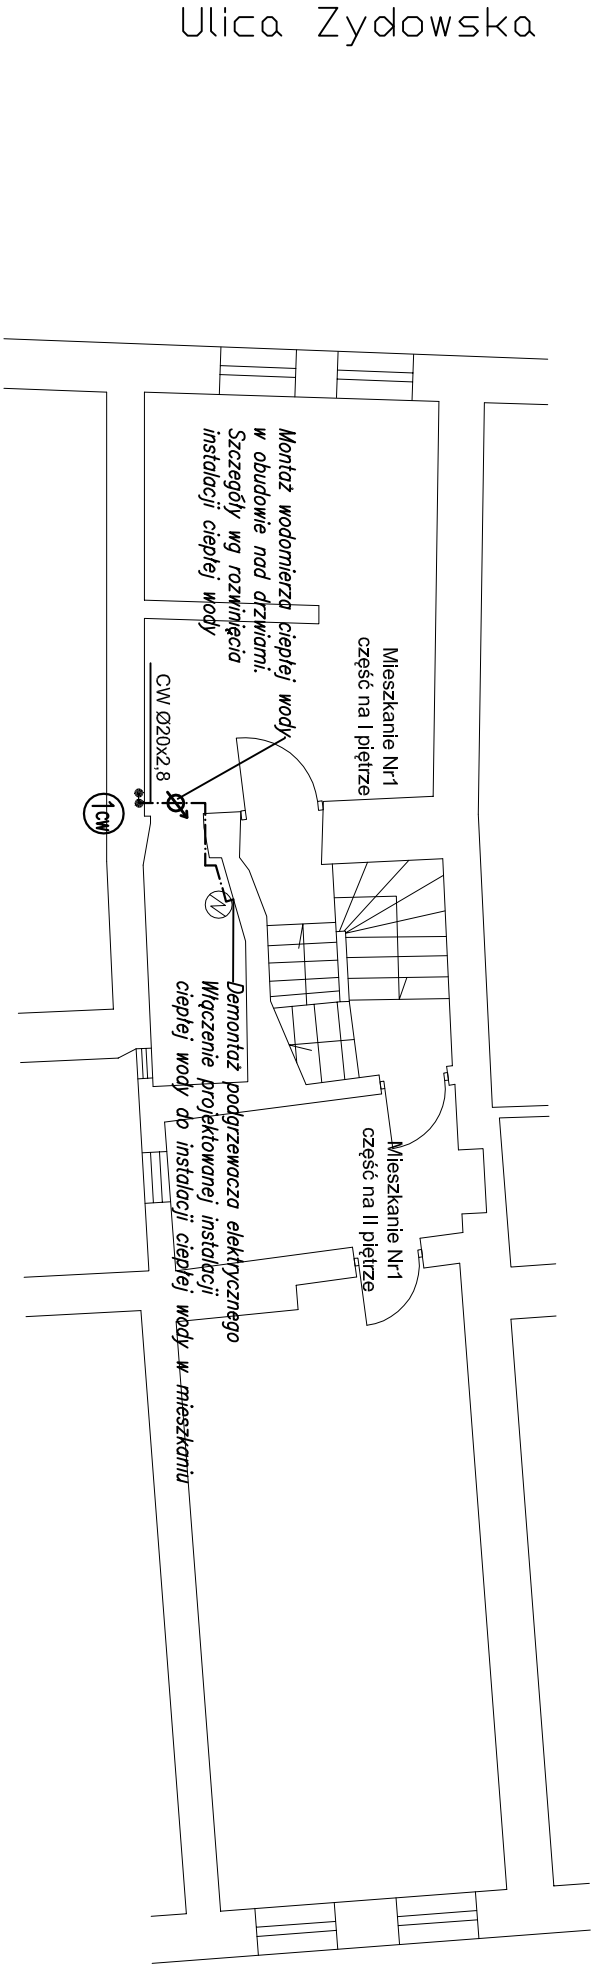 Ulica Zydowska
Montaż wodomierza ciepłej wody
w obudowie nad drzwiami.
Szczegóły wg rozwinięcia
instalacji ciepłej wody
Mieszkanie Nr1
część na I piętrze
CW Ø20x2,8
1cw
Demontaż podgrzewacza elektrycznego
Włączenie projektowanej instalacji
ciepłej wody do instalacji ciepłej wody w mieszkaniu
Mieszkanie Nr1
część na II piętrze